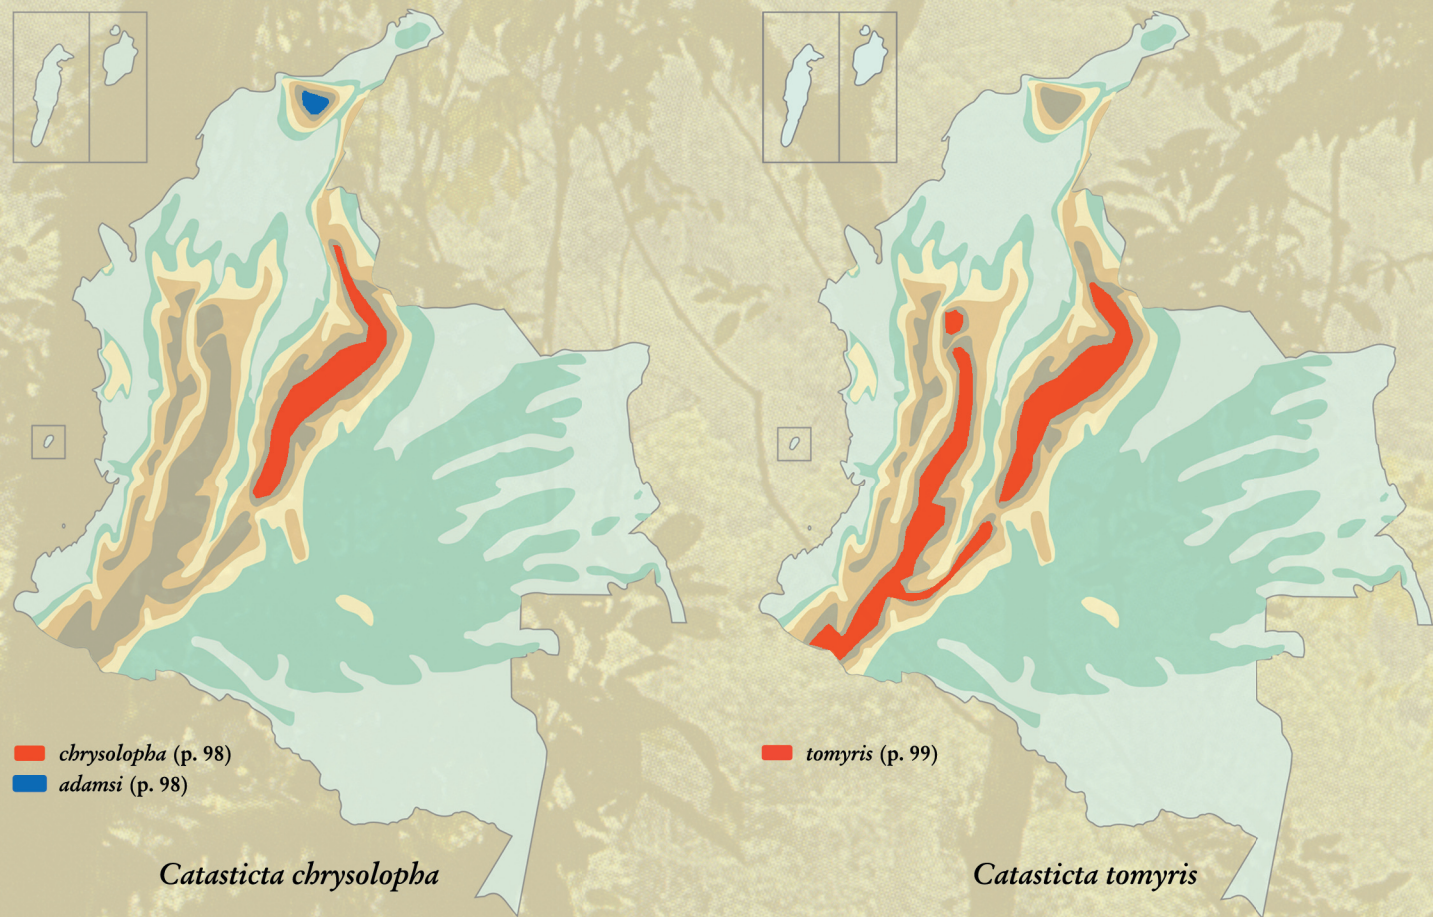 chrysolopha (p. 98)
adamsi (p. 98)
Catasticta chrysolopha
tomyris (p. 99)
Catasticta tomyris